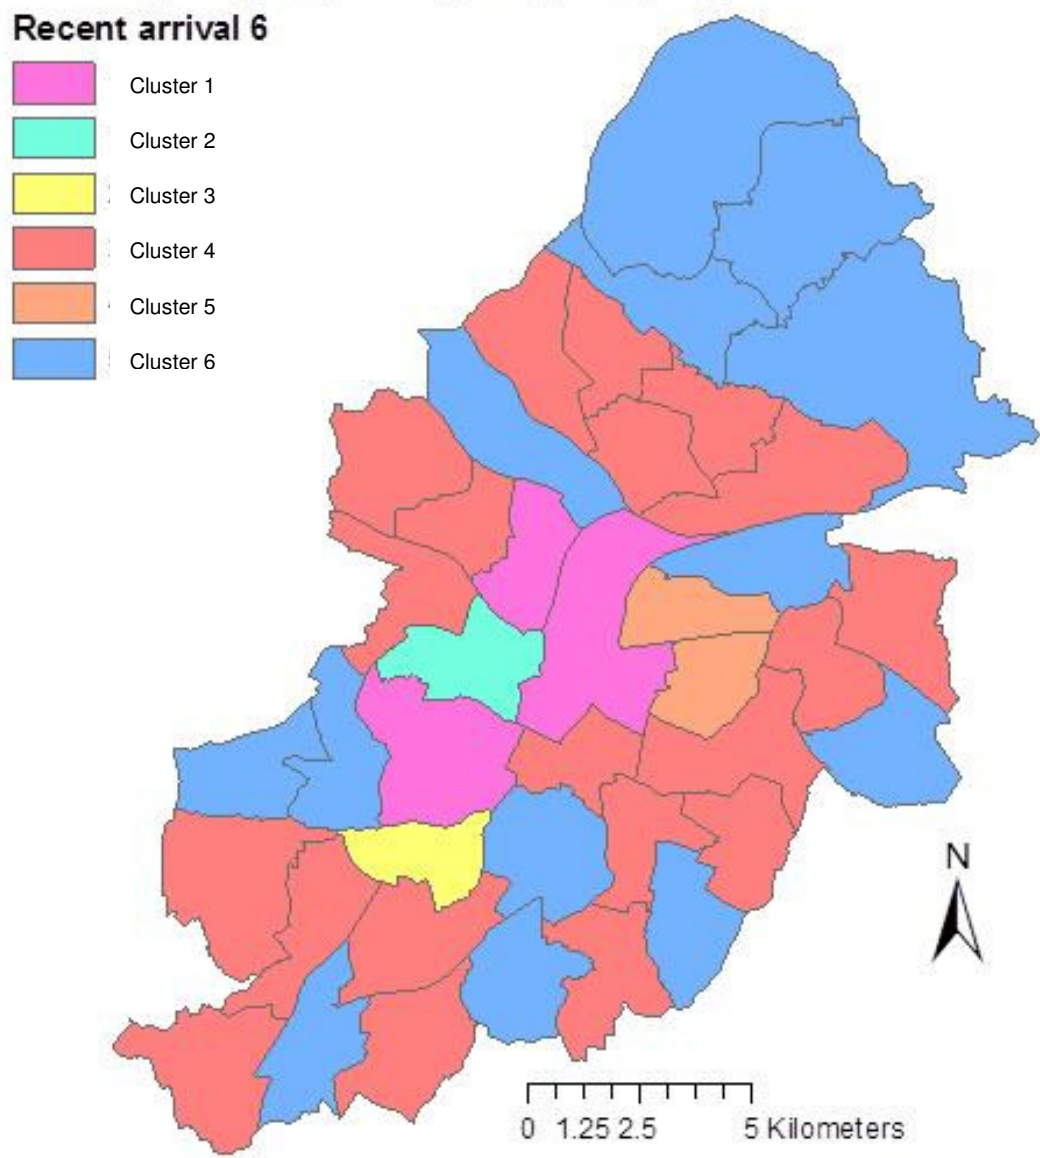 Recent arrival 6
Cluster 1
Cluster 2
Cluster 3
Cluster 4
Cluster 5
Cluster 6
N
0 1.25 2.5 5 Kilometers